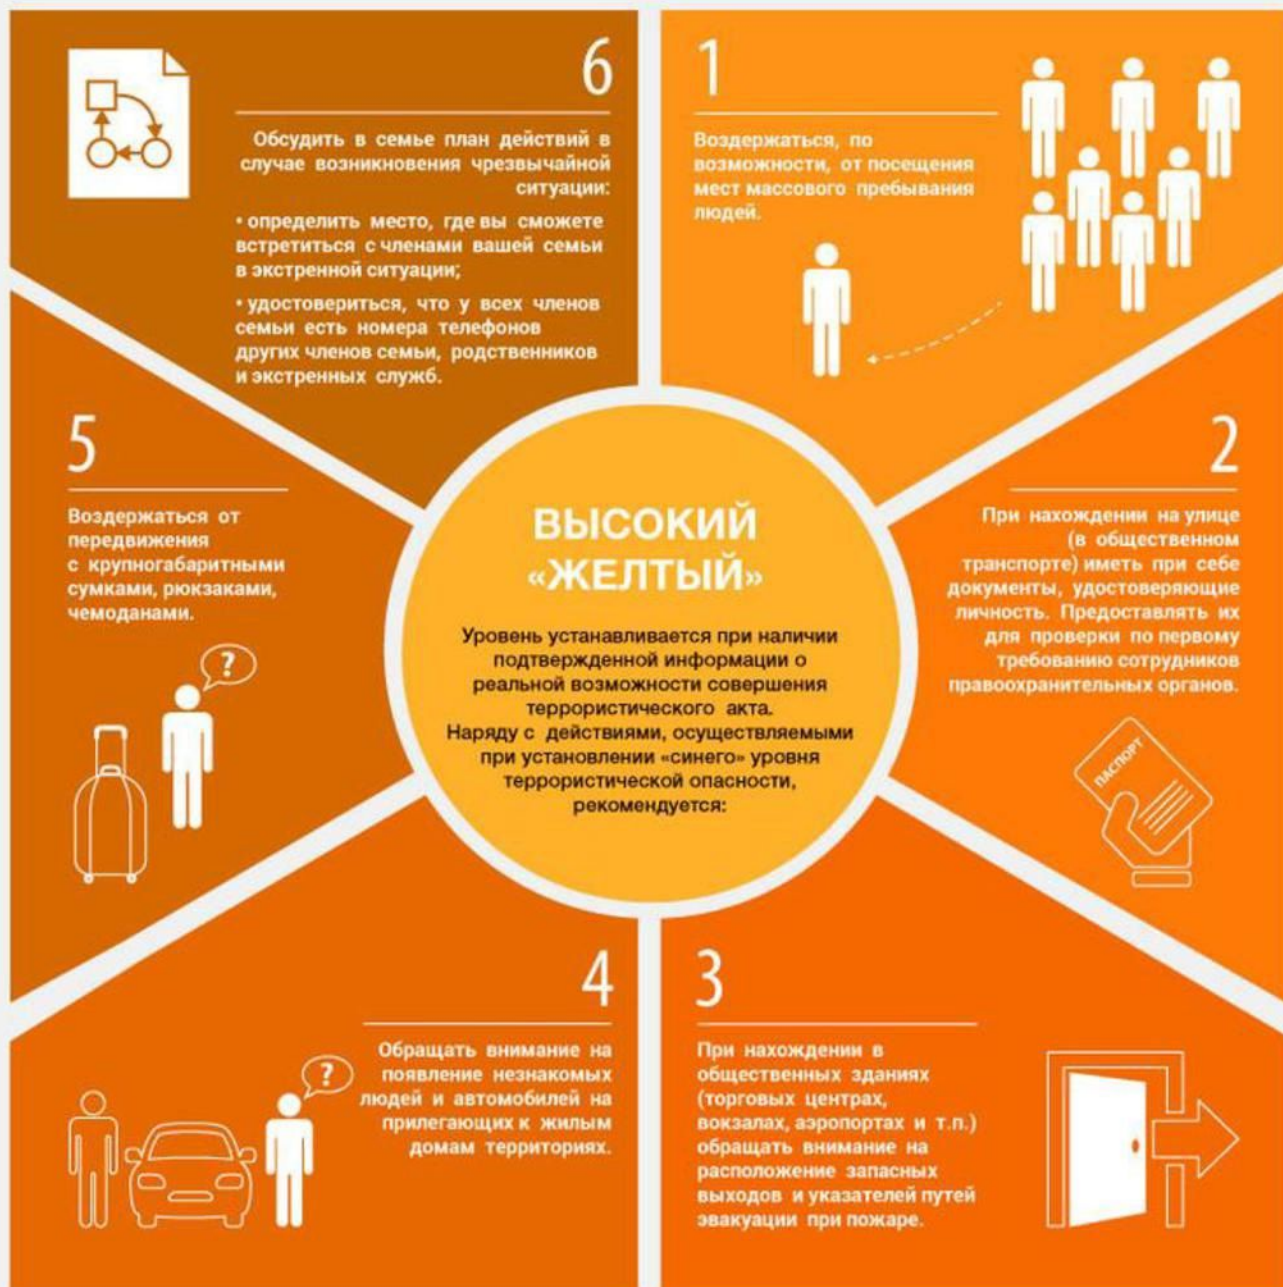 ВЫСОКИЙ
«ЖЕЛТЫЙ»
Уровень устанавливается при наличии
подтвержденной информации о
реальной возможности совершения
террористического акта.
Наряду с действиями, осуществляемыми
при установлении «синего» уровня
террористической опасности,
рекомендуется:
1
Воздержаться, по
возможности, от посещения
мест массового пребывания
людей.
2
При нахождении на улице
(в общественном
транспорте) иметь при себе
документы, удостоверяющие
личность. Предоставлять их
для проверки по первому
требованию сотрудников
правоохранительных органов.
ПАСПОРТ
3
При нахождении в
общественных зданиях
(торговых центрах,
вокзалах, аэропортах и т.п.)
обращать внимание на
расположение запасных
выходов и указателей путей
эвакуации при пожаре.
4
Обращать внимание на
появление незнакомых
людей и автомобилей на
прилегающих к жилым
домам территориях.
?
5
Воздержаться от
передвижения
с крупногабаритными
сумками, рюкзаками,
чемоданами.
?
6
Обсудить в семье план действий в
случае возникновения чрезвычайной
ситуации:
• определить место, где вы сможете
встретиться с членами вашей семьи
в экстренной ситуации;
• удостовериться, что у всех членов
семьи есть номера телефонов
других членов семьи, родственников
и экстренных служб.